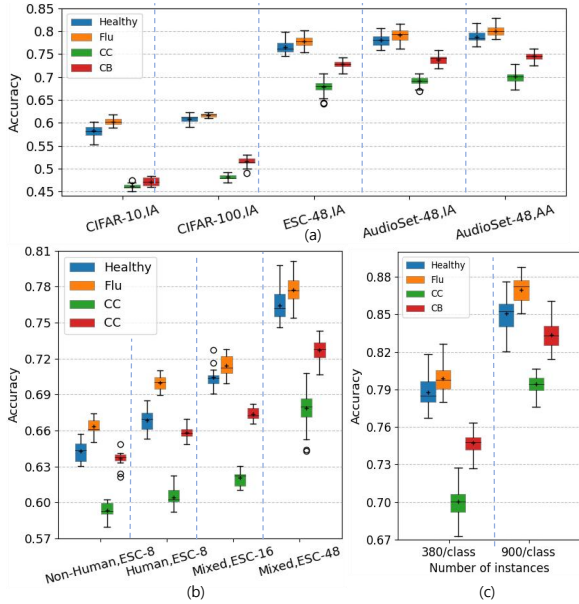 0.85
0.8
0.75
0.7
0.65
0.6
0.55
0.5
0.45
Accuracy
Healthy
Flu
CC
CB
CIFAR-10,IA
CIFAR-100,IA
ESC-48,IA
AudioSet-48,IA
AudioSet-48,AA
(a)
0.81
0.78
0.75
0.72
0.69
0.66
0.63
0.60
0.57
Accuracy
Healthy
Flu
CC
CC
Non-Human,ESC-8
Human,ESC-8
Mixed,ESC-16
Mixed,ESC-48
(b)
0.88
0.85
0.82
0.79
0.76
0.73
0.70
0.67
Accuracy
Healthy
Flu
CC
CB
380/class
900/class
Number of instances
(c)